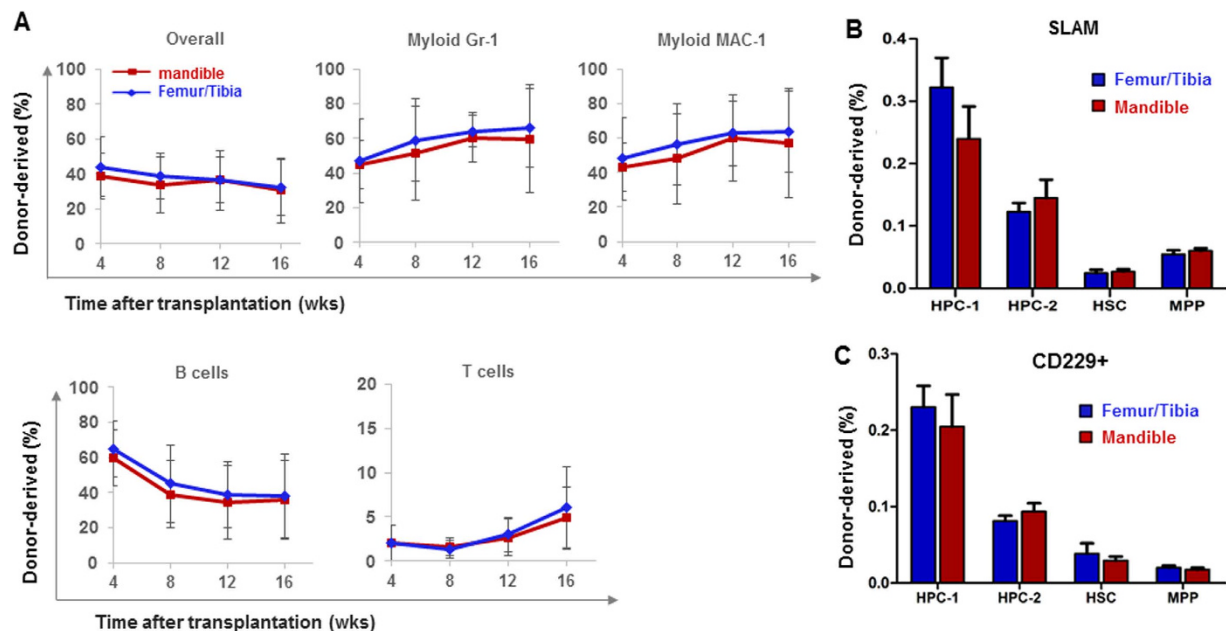 A
Overall
Myloid Gr-1
Myloid MAC-1
Donor-derived (%)
100
80
60
40
20
0
mandible
Femur/Tibia
4 8 12 16
100
80
60
40
20
0
4 8 12 16
100
80
60
40
20
0
4 8 12 16
Time after transplantation (wks)
B cells
T cells
Donor-derived (%)
100
80
60
40
20
0
4 8 12 16
20
15
10
5
0
4 8 12 16
Time after transplantation (wks)
B
SLAM
Donor-derived (%)
0.4
0.3
0.2
0.1
0.0
Femur/Tibia
Mandible
HPC-1 HPC-2 HSC MPP
C
CD229+
Donor-derived (%)
0.3
0.2
0.1
0.0
Femur/Tibia
Mandible
HPC-1 HPC-2 HSC MPP